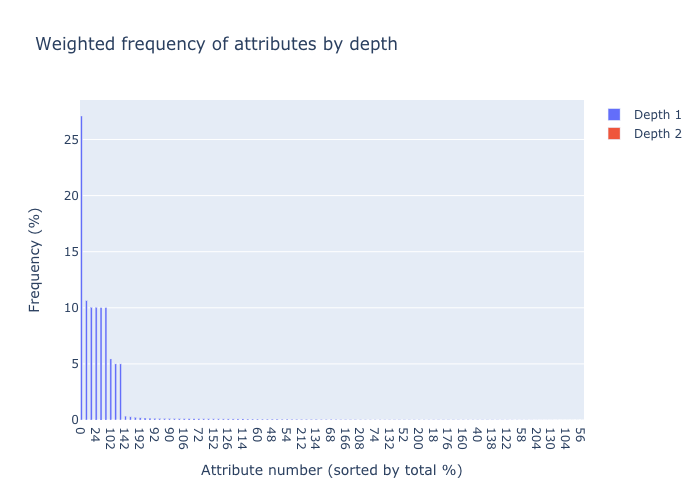 Weighted frequency of attributes by depth
Depth 1
Depth 2
25
20
15
10
5
0
Frequency (%)
0 24 102 142 192 92 90 106 72 152 126 114 60 48 54 212 134 68 166 208 74 132 52 200 18 176 160 40 138 122 58 204 130 104 56
Attribute number (sorted by total %)